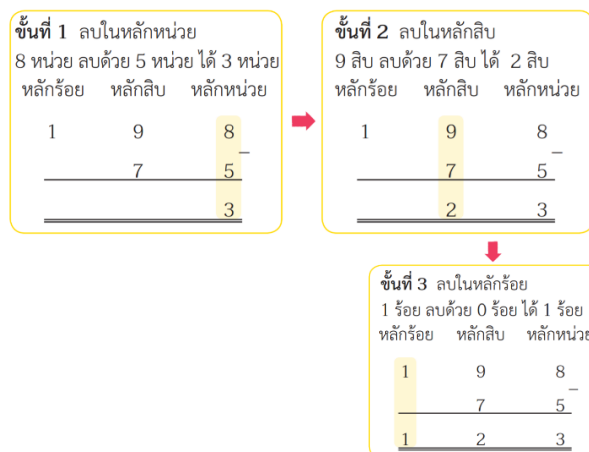 ขั้นที่ 1 ลบในหลักหน่วย
8 หน่วย ลบด้วย 5 หน่วย ได้ 3 หน่วย
หลักร้อย หลักสิบ หลักหน่วย
1 9 8
−
7 5
3
ขั้นที่ 2 ลบในหลักสิบ
9 สิบ ลบด้วย 7 สิบ ได้ 2 สิบ
หลักร้อย หลักสิบ หลักหน่วย
1 9 8
−
7 5
2 3
ขั้นที่ 3 ลบในหลักร้อย
1 ร้อย ลบด้วย 0 ร้อย ได้ 1 ร้อย
หลักร้อย หลักสิบ หลักหน่วย
1 9 8
−
7 5
1 2 3